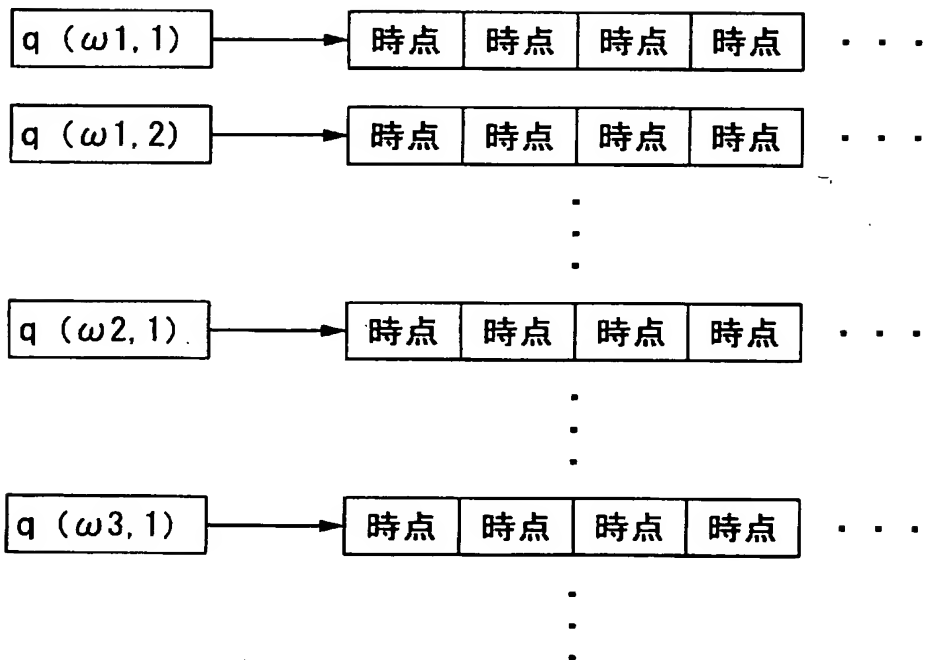 q (ω1,1) 時点 時点 時点 時点 ・・・
q (ω1,2) 時点 時点 時点 時点 ・・・
q (ω2,1) 時点 時点 時点 時点 ・・・
q (ω3,1) 時点 時点 時点 時点 ・・・